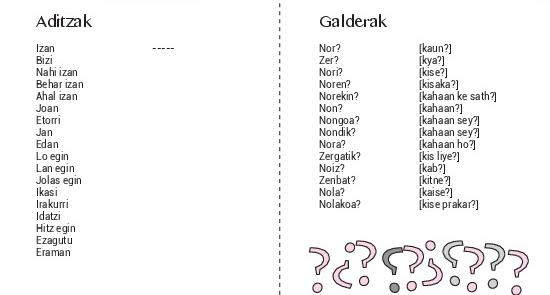 Aditzak
Izan -----
Bizi
Nahi izan
Behar izan
Ahal izan
Joan
Etorri
Jan
Edan
Lo egin
Lan egin
Jolas egin
Ikasi
Irakurri
Idatzi
Hitz egin
Ezagutu
Eraman
Galderak
Nor? [kaun?]
Zer? [kya?]
Nori? [kise?]
Noren? [kisaka?]
Norekin? [kahaan ke sath?]
Non? [kahaan?]
Nongoa? [kahaan sey?]
Nondik? [kahaan sey?]
Nora? [kahaan ho?]
Zergatik? [kis liye?]
Noiz? [kab?]
Zenbat? [kitne?]
Nola? [kaise?]
Nolakoa? [kise prakar?]